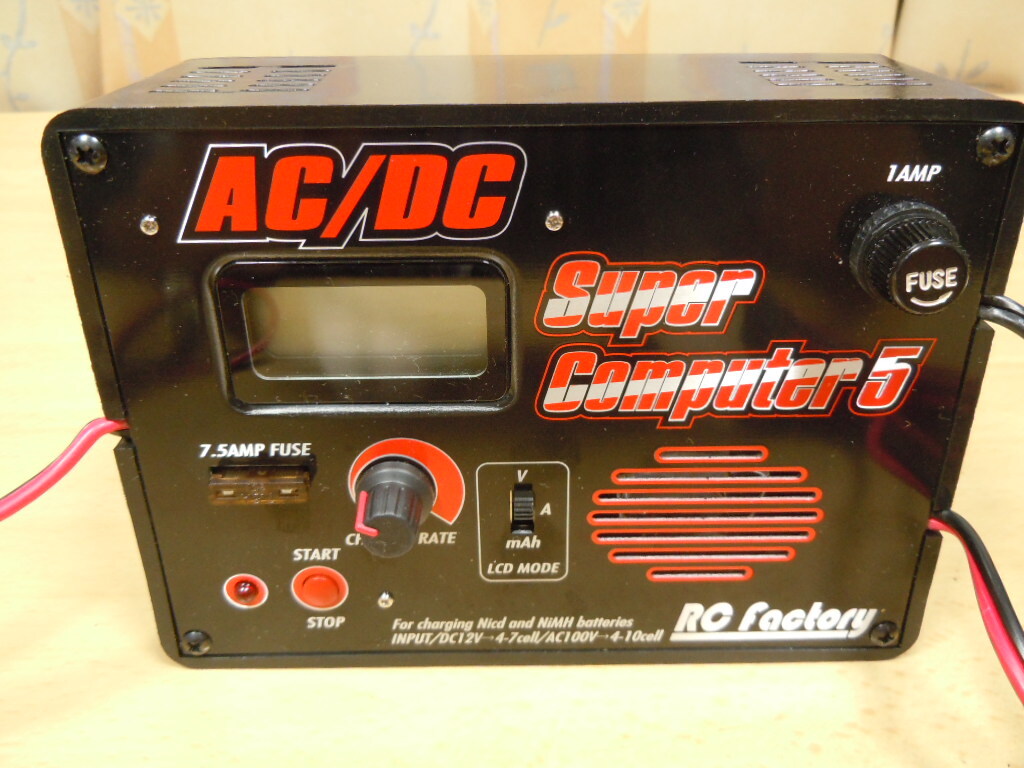 AC/DC
1AMP
FUSE
Super
Computer 5
7.5AMP FUSE
V
A
mAh
LCD MODE
RATE
START
STOP
For charging Nicd and NiMH batteries
INPUT/DC12V→4-7cell/AC100V→4-10cell
RC Factory